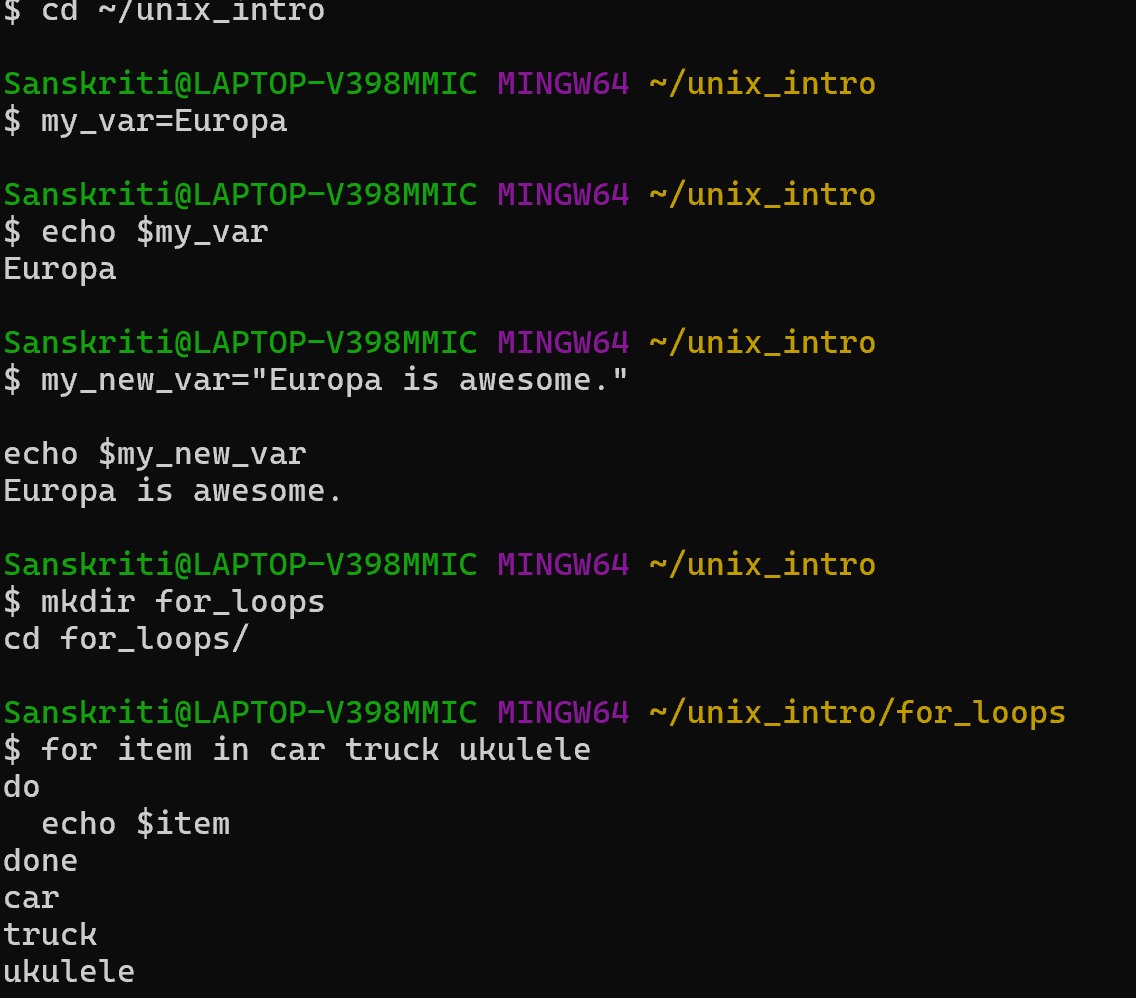 $ cd ~/unix_intro
Sanskriti@LAPTOP-V398MMIC MINGW64 ~/unix_intro
$ my_var=Europa
Sanskriti@LAPTOP-V398MMIC MINGW64 ~/unix_intro
$ echo $my_var
Europa
Sanskriti@LAPTOP-V398MMIC MINGW64 ~/unix_intro
$ my_new_var="Europa is awesome."
echo $my_new_var
Europa is awesome.
Sanskriti@LAPTOP-V398MMIC MINGW64 ~/unix_intro
$ mkdir for_loops
cd for_loops/
Sanskriti@LAPTOP-V398MMIC MINGW64 ~/unix_intro/for_loops
$ for item in car truck ukulele
do
  echo $item
done
car
truck
ukulele